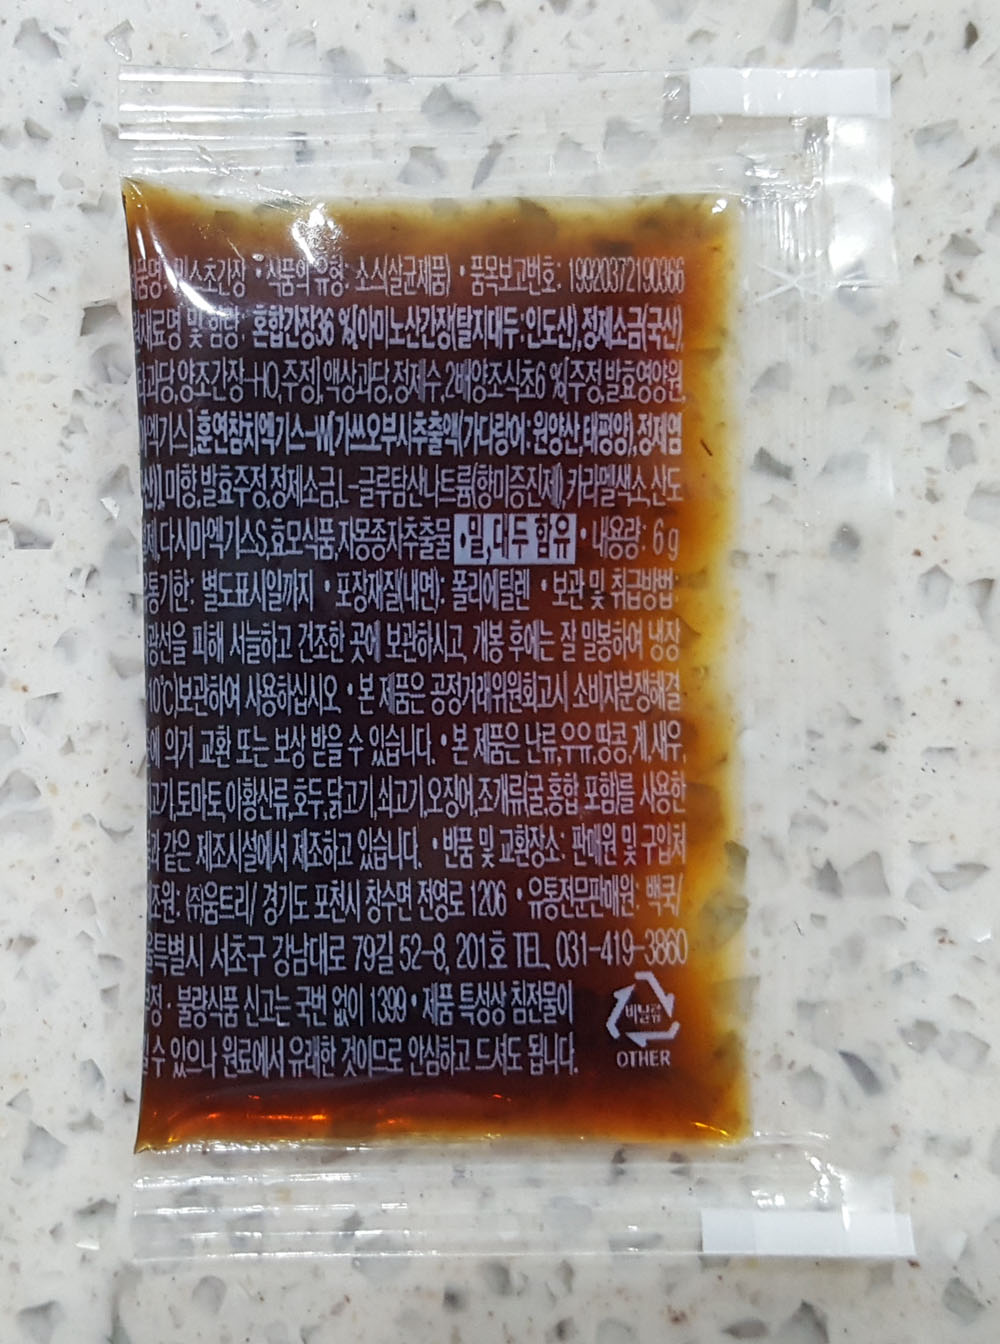 품명: 믹스초간장 • 식품의 유형: 소스(살균제품) • 품목보고번호: 19920372190366
재료명 및 함량: 혼합간장36 %[아미노산간장(탈지대두:인도산),정제소금(국산),
과당,양조간장-HO,주정],액상과당,정제수,2배양조식초6 %[주정,발효영양원,
엑기스],훈연참치엑기스-M[가쓰오부시추출액(가다랑어:원양산,태평양),정제염
산)],미향,발효주정,정제소금,L-글루탐산나트륨(향미증진제),카라멜색소,산도
제,다시마엑기스S,효모식품,자몽종자추출물 •밀,대두 함유 • 내용량: 6 g
통기한: 별도표시일까지 • 포장재질(내면): 폴리에틸렌 • 보관 및 취급방법:
광선을 피해 서늘하고 건조한 곳에 보관하시고, 개봉 후에는 잘 밀봉하여 냉장
10℃)보관하여 사용하십시오 • 본 제품은 공정거래위원회고시 소비자분쟁해결
에 의거 교환 또는 보상 받을 수 있습니다. • 본 제품은 난류,우유,땅콩,게,새우,
고기,토마토,아황산류,호두,닭고기,쇠고기,오징어,조개류(굴,홍합 포함)를 사용한
과 같은 제조시설에서 제조하고 있습니다. • 반품 및 교환장소: 판매원 및 구입처
조원: ㈜움트리/ 경기도 포천시 창수면 전영로 1206 • 유통전문판매원: 백쿡/
울특별시 서초구 강남대로 79길 52-8, 201호 TEL. 031-419-3860
정 • 불량식품 신고는 국번 없이 1399 • 제품 특성상 침전물이
수 있으나 원료에서 유래한 것이므로 안심하고 드셔도 됩니다.
비닐류
OTHER